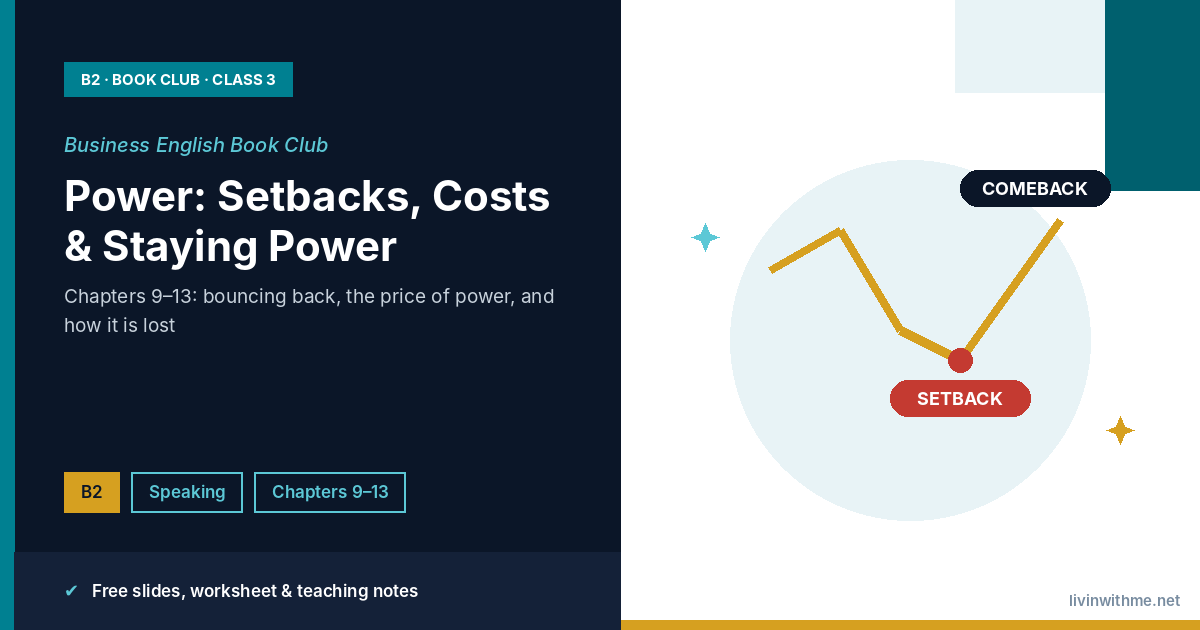 B2 · BOOK CLUB · CLASS 3
Business English Book Club
Power: Setbacks, Costs
& Staying Power
Chapters 9–13: bouncing back, the price of power, and
how it is lost
B2
Speaking
Chapters 9–13
✔ Free slides, worksheet & teaching notes
COMEBACK
SETBACK
livinwithme.net